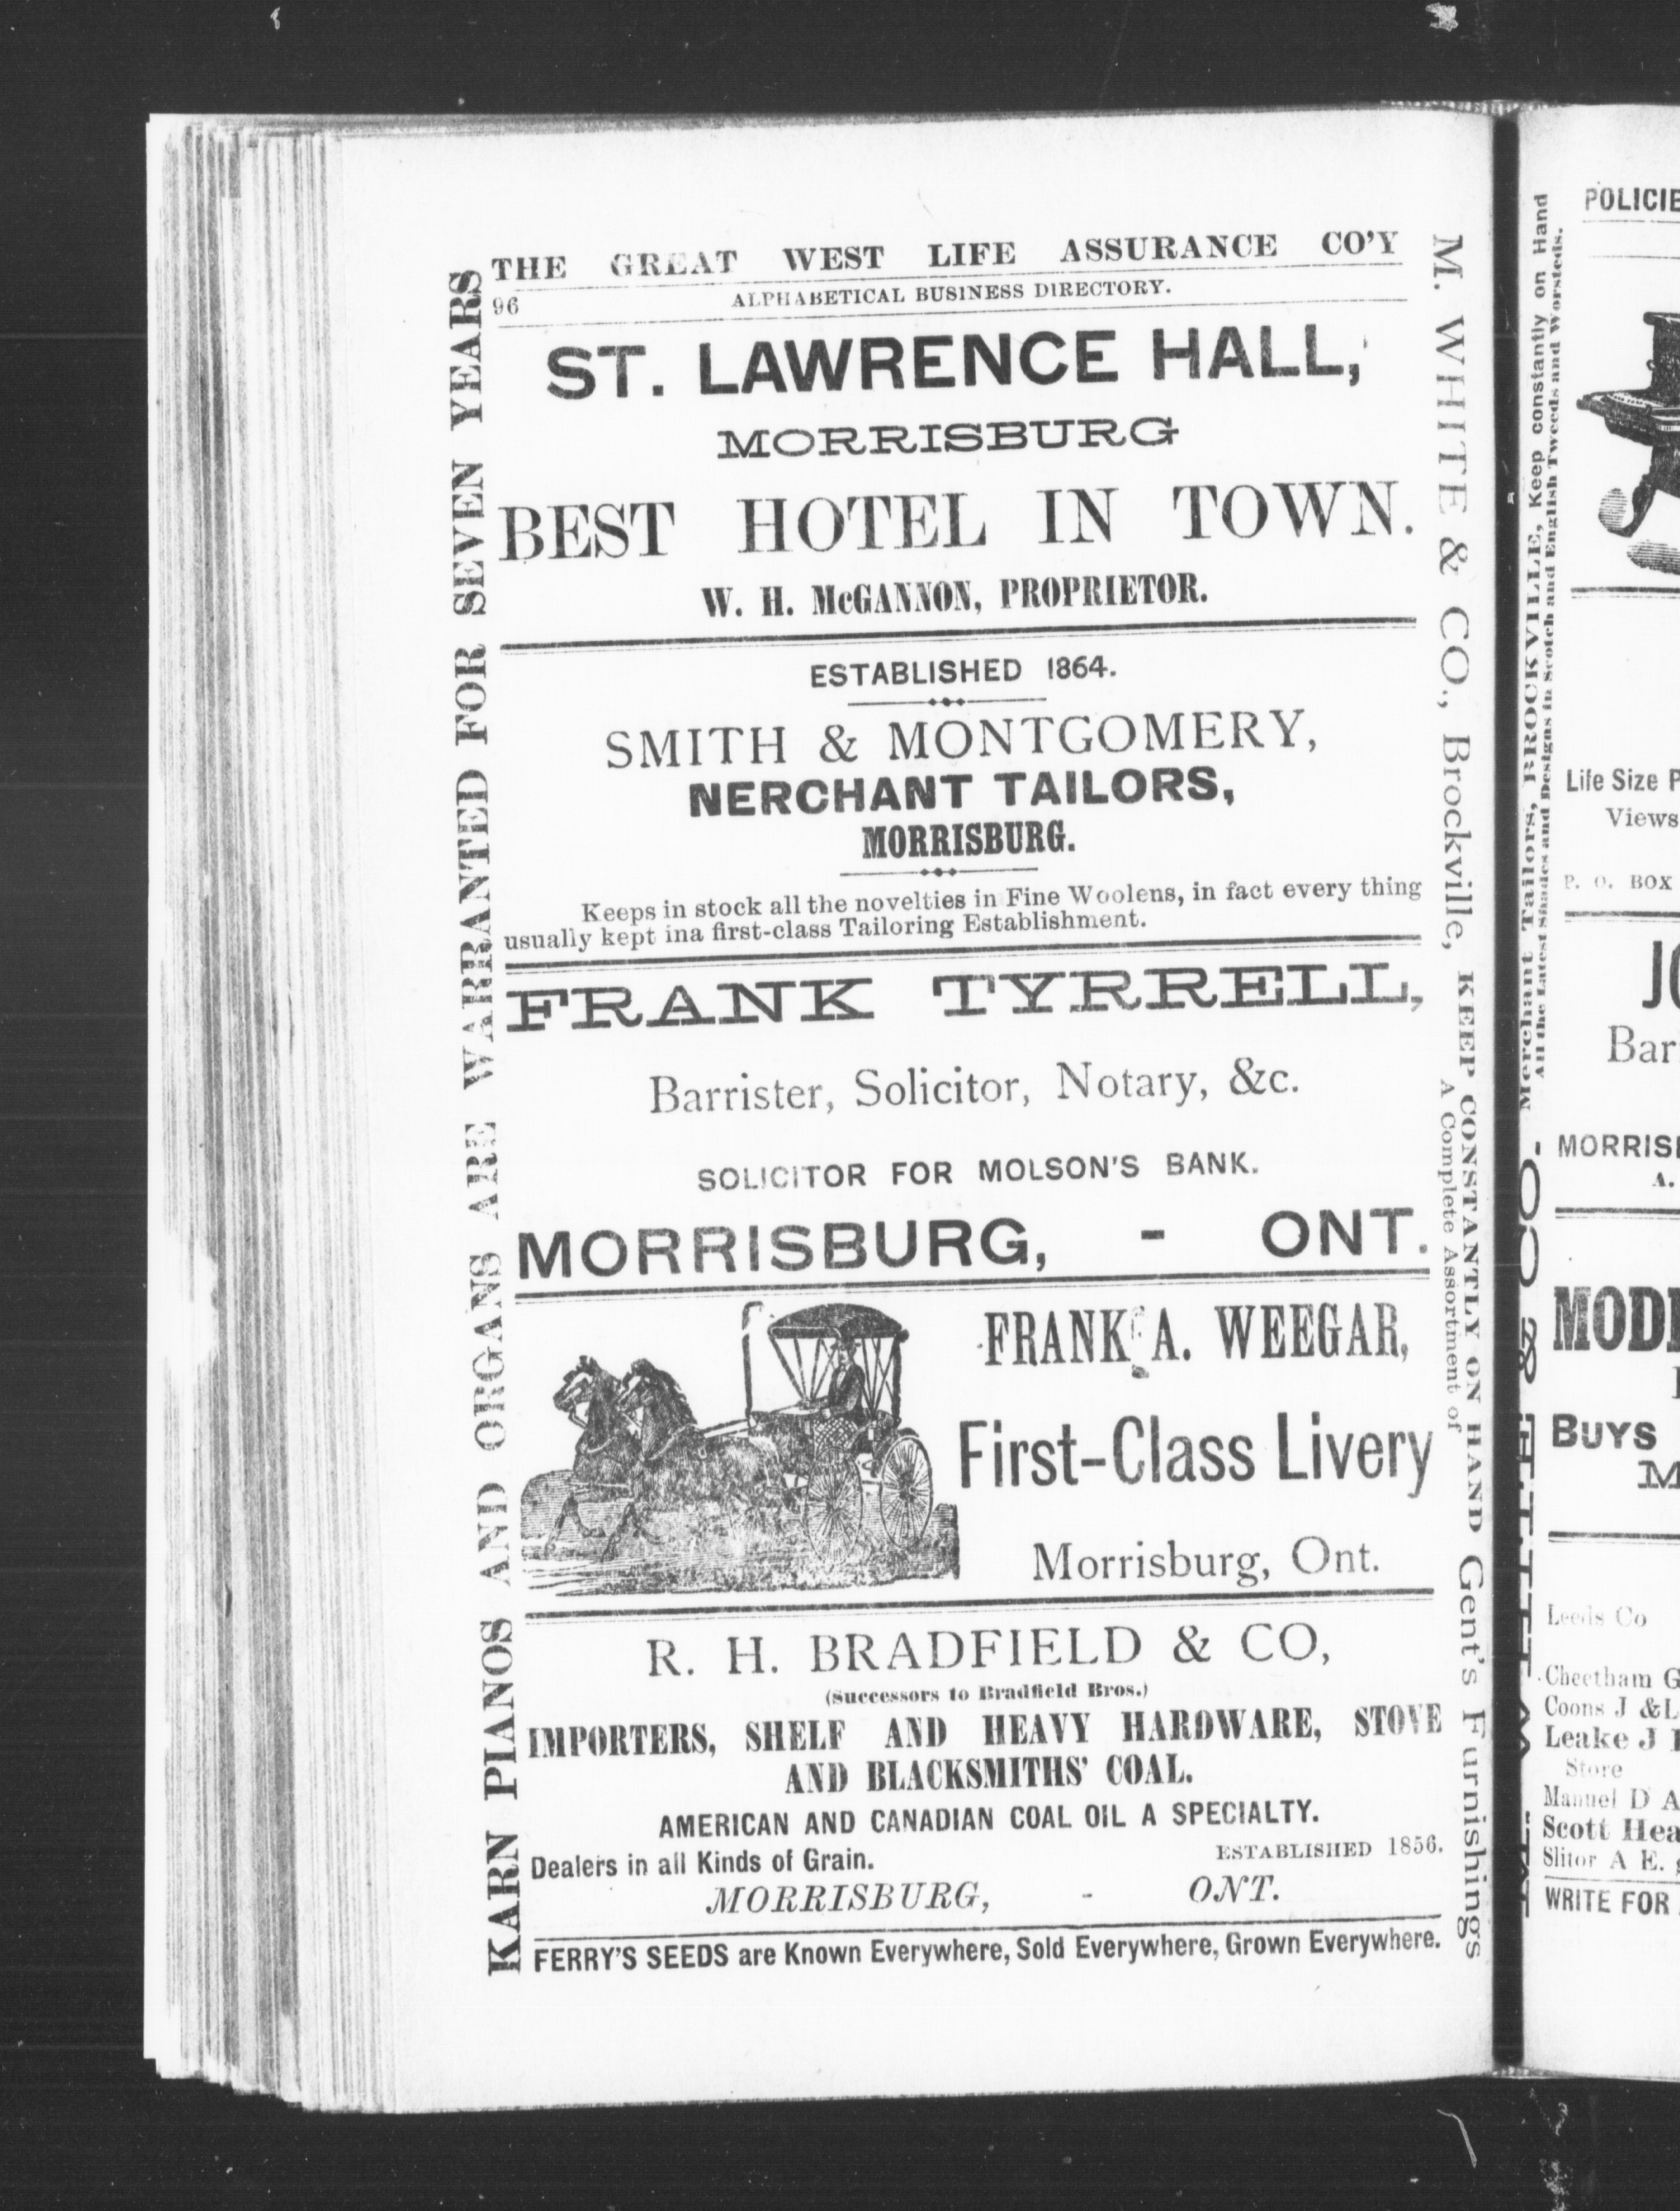 THE GREAT WEST LIFE ASSURANCE CO'Y
96 ALPHABETICAL BUSINESS DIRECTORY.
ST. LAWRENCE HALL,
MORRISBURG
BEST HOTEL IN TOWN.
W. H. McGANNON, PROPRIETOR.
ESTABLISHED 1864.
SMITH & MONTGOMERY,
NERCHANT TAILORS,
MORRISBURG.
Keeps in stock all the novelties in Fine Woolens, in fact every thing
usually kept ina first-class Tailoring Establishment.
FRANK TYRRELL,
Barrister, Solicitor, Notary, &c.
SOLICITOR FOR MOLSON'S BANK.
MORRISBURG, - ONT.
FRANK A. WEEGAR,
First-Class Livery
Morrisburg, Ont.
R. H. BRADFIELD & CO,
(Successors to Bradfield Bros.)
IMPORTERS, SHELF AND HEAVY HARDWARE, STOVE
AND BLACKSMITHS' COAL.
AMERICAN AND CANADIAN COAL OIL A SPECIALTY.
Dealers in all Kinds of Grain. ESTABLISHED 1856.
MORRISBURG, - ONT.
FERRY'S SEEDS are Known Everywhere, Sold Everywhere, Grown Everywhere.
KARN PIANOS AND ORGANS ARE WARRANTED FOR SEVEN YEARS
M. WHITE & CO., Brockville, KEEP CONSTANTLY ON HAND Gent's Furnishings
A Complete Assortment of
M. WHITE & CO. Merchant Tailors, BROCKVILLE, Keep constantly on Hand
All the Latest Shades and Designs in Scotch and English Tweeds and Worsteds.
Life Size P
Views
P. O. BOX
JO
Bar
A.
BUYS
M
Leeds Co
Cheetham G
Coons J & L
Leake J
Store
Manuel D A
Scott Hea
Slitor A E.
WRITE FOR